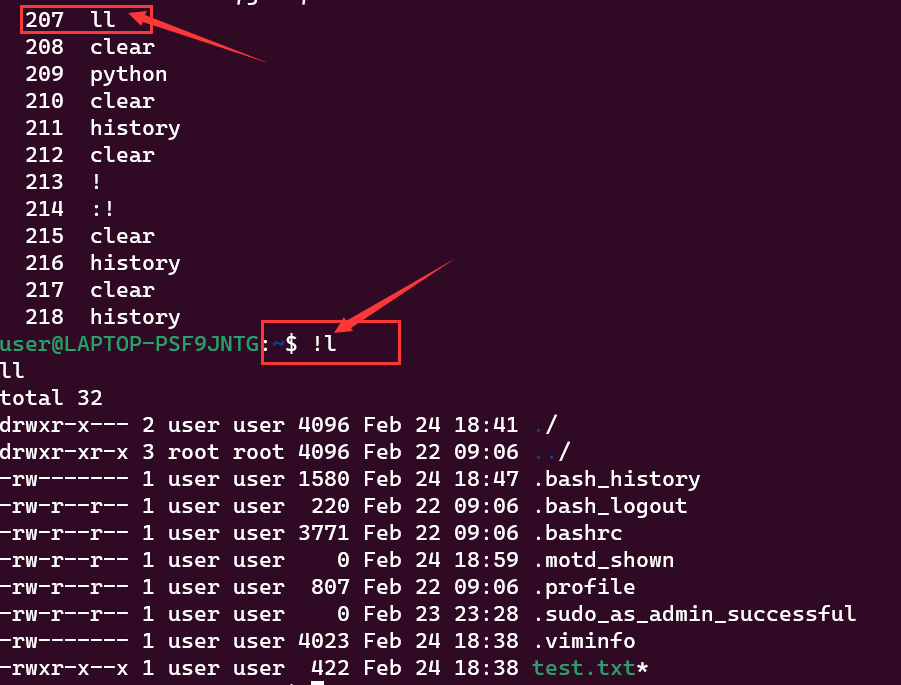 207 ll
208 clear
209 python
210 clear
211 history
212 clear
213 !
214 :!
215 clear
216 history
217 clear
218 history
user@LAPTOP-PSF9JNTG:~$ !l
ll
total 32
drwxr-x--- 2 user user 4096 Feb 24 18:41 ./
drwxr-xr-x 3 root root 4096 Feb 22 09:06 ../
-rw------- 1 user user 1580 Feb 24 18:47 .bash_history
-rw-r--r-- 1 user user 220 Feb 22 09:06 .bash_logout
-rw-r--r-- 1 user user 3771 Feb 22 09:06 .bashrc
-rw-r--r-- 1 user user 0 Feb 24 18:59 .motd_shown
-rw-r--r-- 1 user user 807 Feb 22 09:06 .profile
-rw-r--r-- 1 user user 0 Feb 23 23:28 .sudo_as_admin_successful
-rw------- 1 user user 4023 Feb 24 18:38 .viminfo
-rwxr-x--x 1 user user 422 Feb 24 18:38 test.txt*